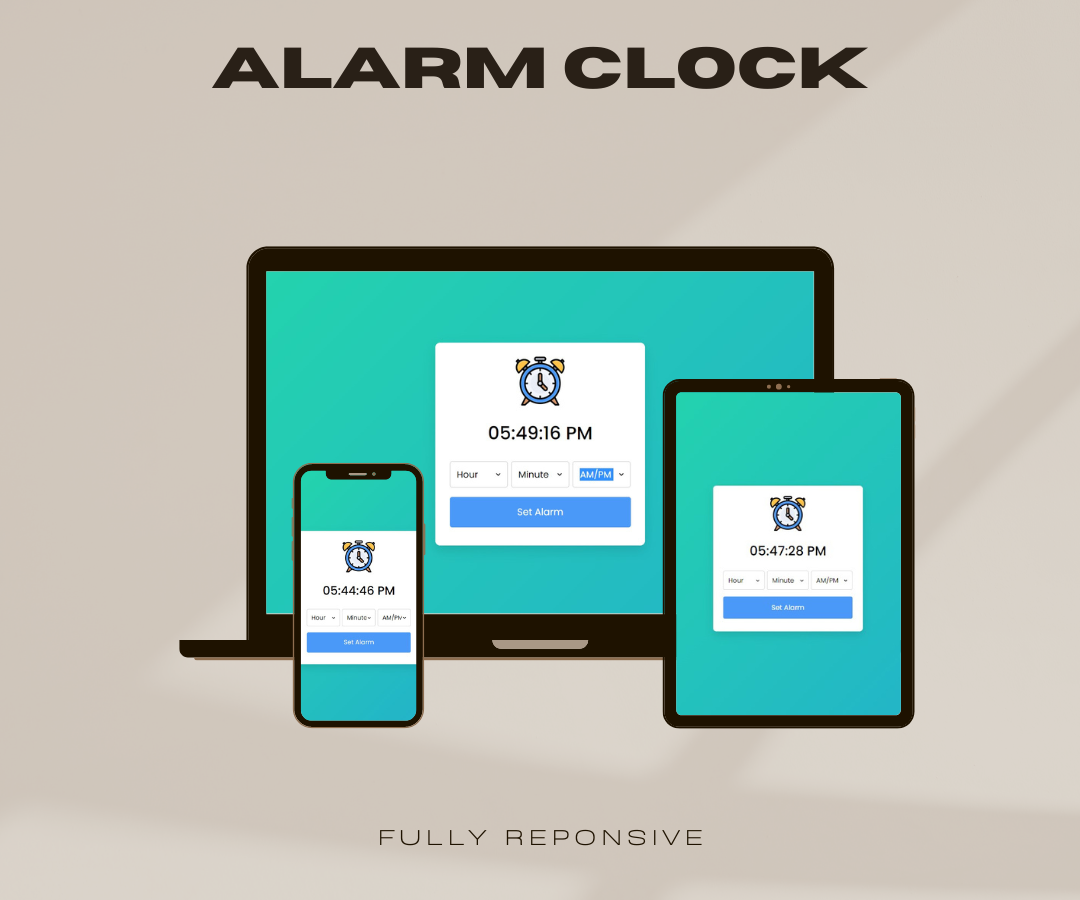 ALARM CLOCK
05:49:16 PM
Hour Minute AM/PM
Set Alarm
05:44:46 PM
Hour Minute AM/PM
Set Alarm
05:47:28 PM
Hour Minute AM/PM
Set Alarm
FULLY REPONSIVE